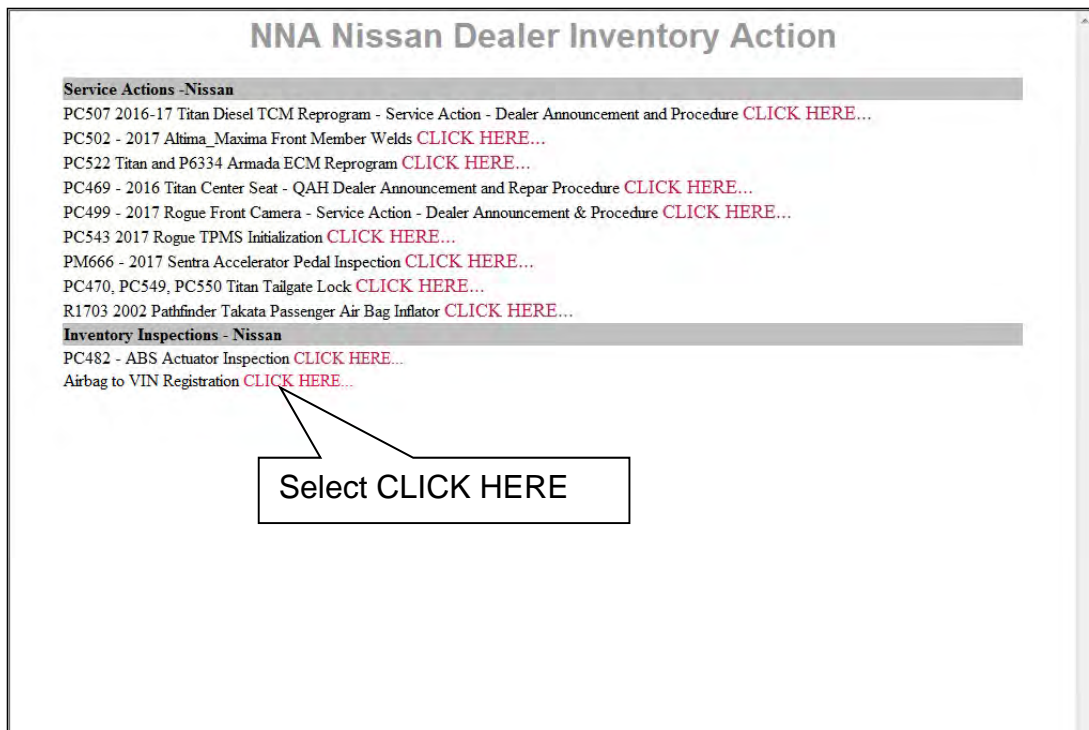 NNA Nissan Dealer Inventory Action
Service Actions -Nissan
PC507 2016-17 Titan Diesel TCM Reprogram - Service Action - Dealer Announcement and Procedure CLICK HERE...
PC502 - 2017 Altima_Maxima Front Member Welds CLICK HERE...
PC522 Titan and P6334 Armada ECM Reprogram CLICK HERE...
PC469 - 2016 Titan Center Seat - QAH Dealer Announcement and Repar Procedure CLICK HERE...
PC499 - 2017 Rogue Front Camera - Service Action - Dealer Announcement & Procedure CLICK HERE...
PC543 2017 Rogue TPMS Initialization CLICK HERE...
PM666 - 2017 Sentra Accelerator Pedal Inspection CLICK HERE...
PC470, PC549, PC550 Titan Tailgate Lock CLICK HERE...
R1703 2002 Pathfinder Takata Passenger Air Bag Inflator CLICK HERE...
Inventory Inspections - Nissan
PC482 - ABS Actuator Inspection CLICK HERE...
Airbag to VIN Registration CLICK HERE...
Select CLICK HERE